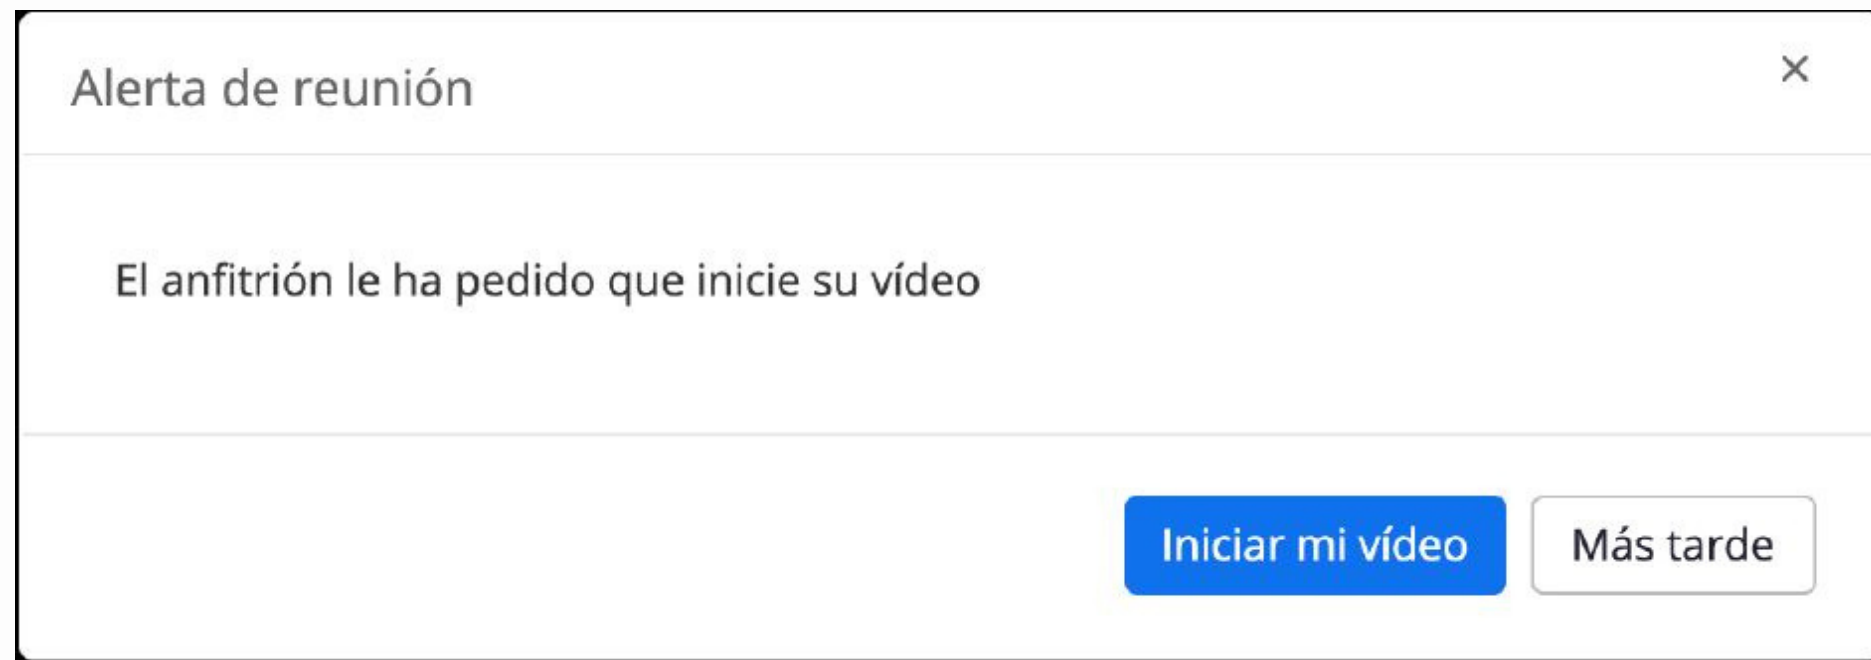 Alerta de reunión
El anfitrión le ha pedido que inicie su vídeo
Iniciar mi vídeo
Más tarde